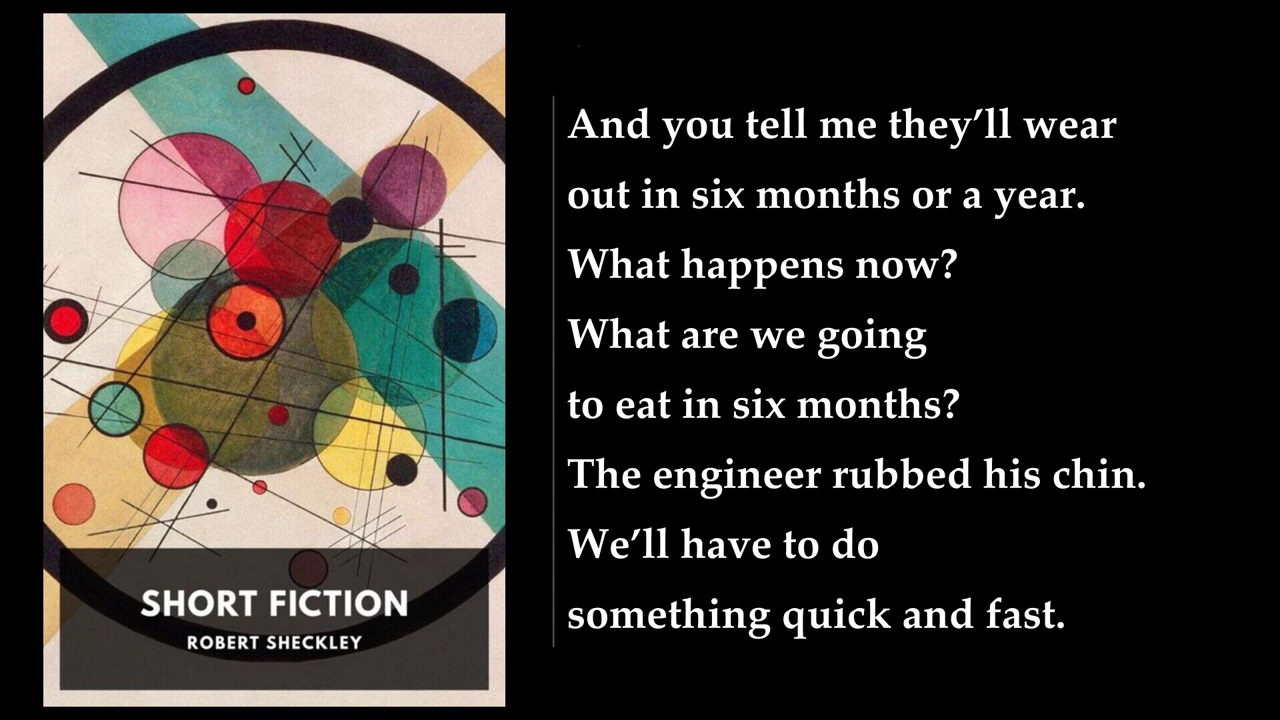 SHORT FICTION
ROBERT SHECKLEY
And you tell me they’ll wear
out in six months or a year.
What happens now?
What are we going
to eat in six months?
The engineer rubbed his chin.
We’ll have to do
something quick and fast.